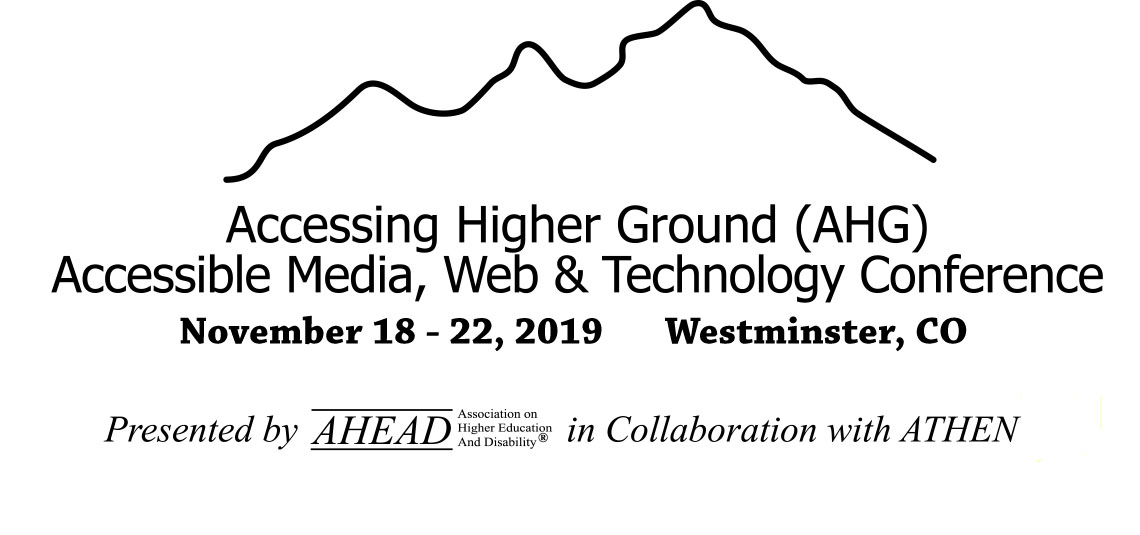 Accessing Higher Ground (AHG)
Accessible Media, Web & Technology Conference
November 18 - 22, 2019 Westminster, CO
Presented by AHEAD Association on Higher Education And Disability® in Collaboration with ATHEN